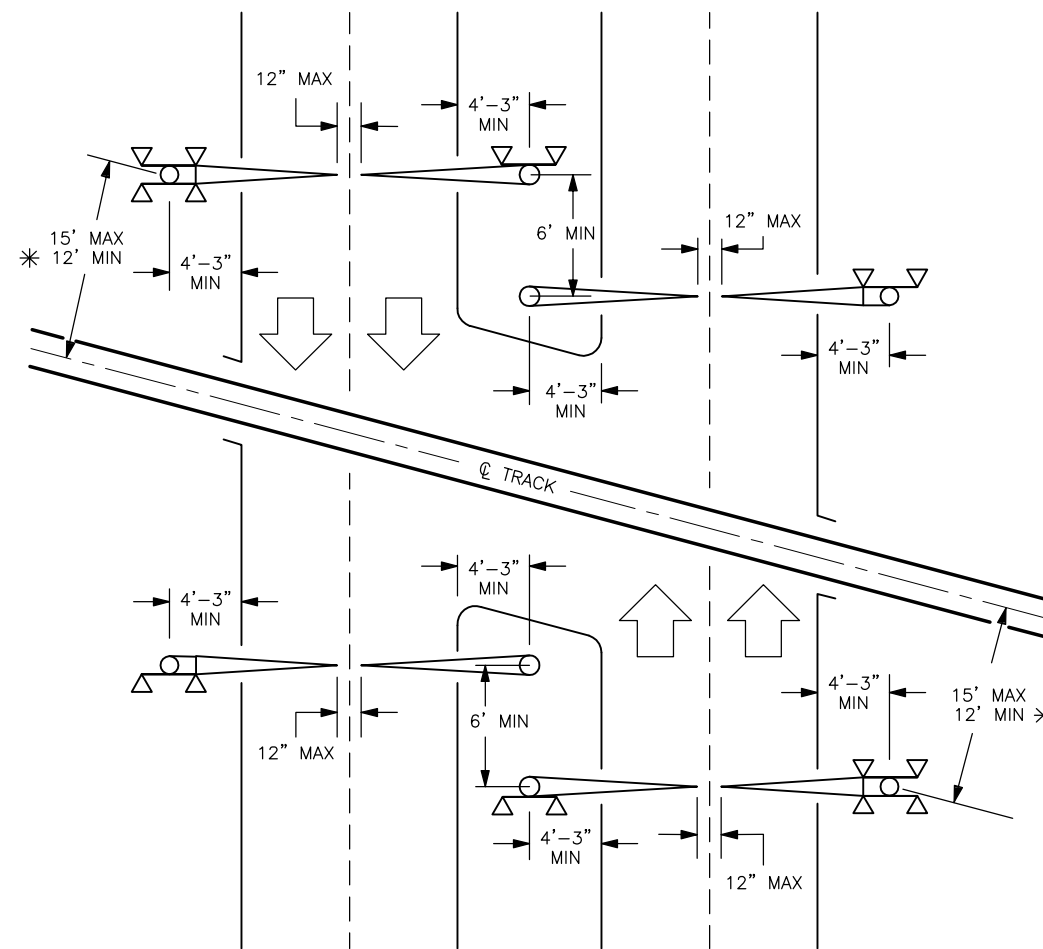 12” MAX
4'-3”
MIN
15' MAX
✳ 12' MIN
4'-3”
MIN
6' MIN
12” MAX
4'-3”
MIN
4'-3”
MIN
℄ TRACK
4'-3”
MIN
4'-3”
MIN
12” MAX
6' MIN
4'-3”
MIN
15' MAX
12' MIN ✳
4'-3”
MIN
12” MAX